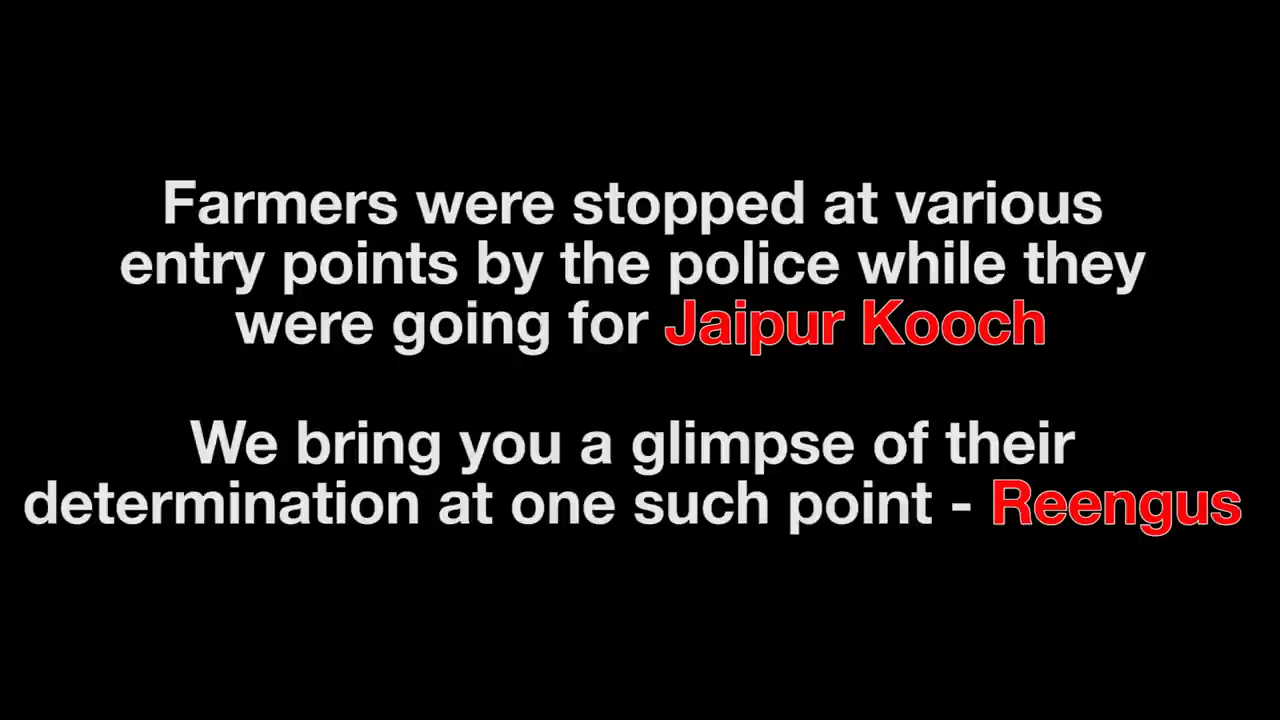 Farmers were stopped at various
entry points by the police while they
were going for Jaipur Kooch
We bring you a glimpse of their
determination at one such point - Reengus